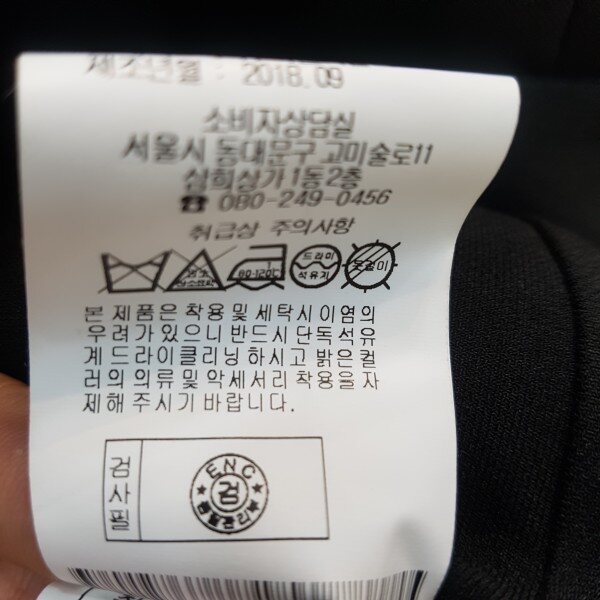 제조년월 : 2018.09
소비자상담실
서울시 동대문구 고미술로11
삼희상가 1동 2층
☎ 080-249-0456
취급상 주의사항
80-120℃
드라이
석유계
옷걸이
본 제품은 착용 및 세탁시 이염의
우려가 있으니 반드시 단독석유
계 드라이클리닝 하시고 밝은 컬
러의 의류 및 악세서리 착용을 자
제해 주시기 바랍니다.
검사필
ENC
검